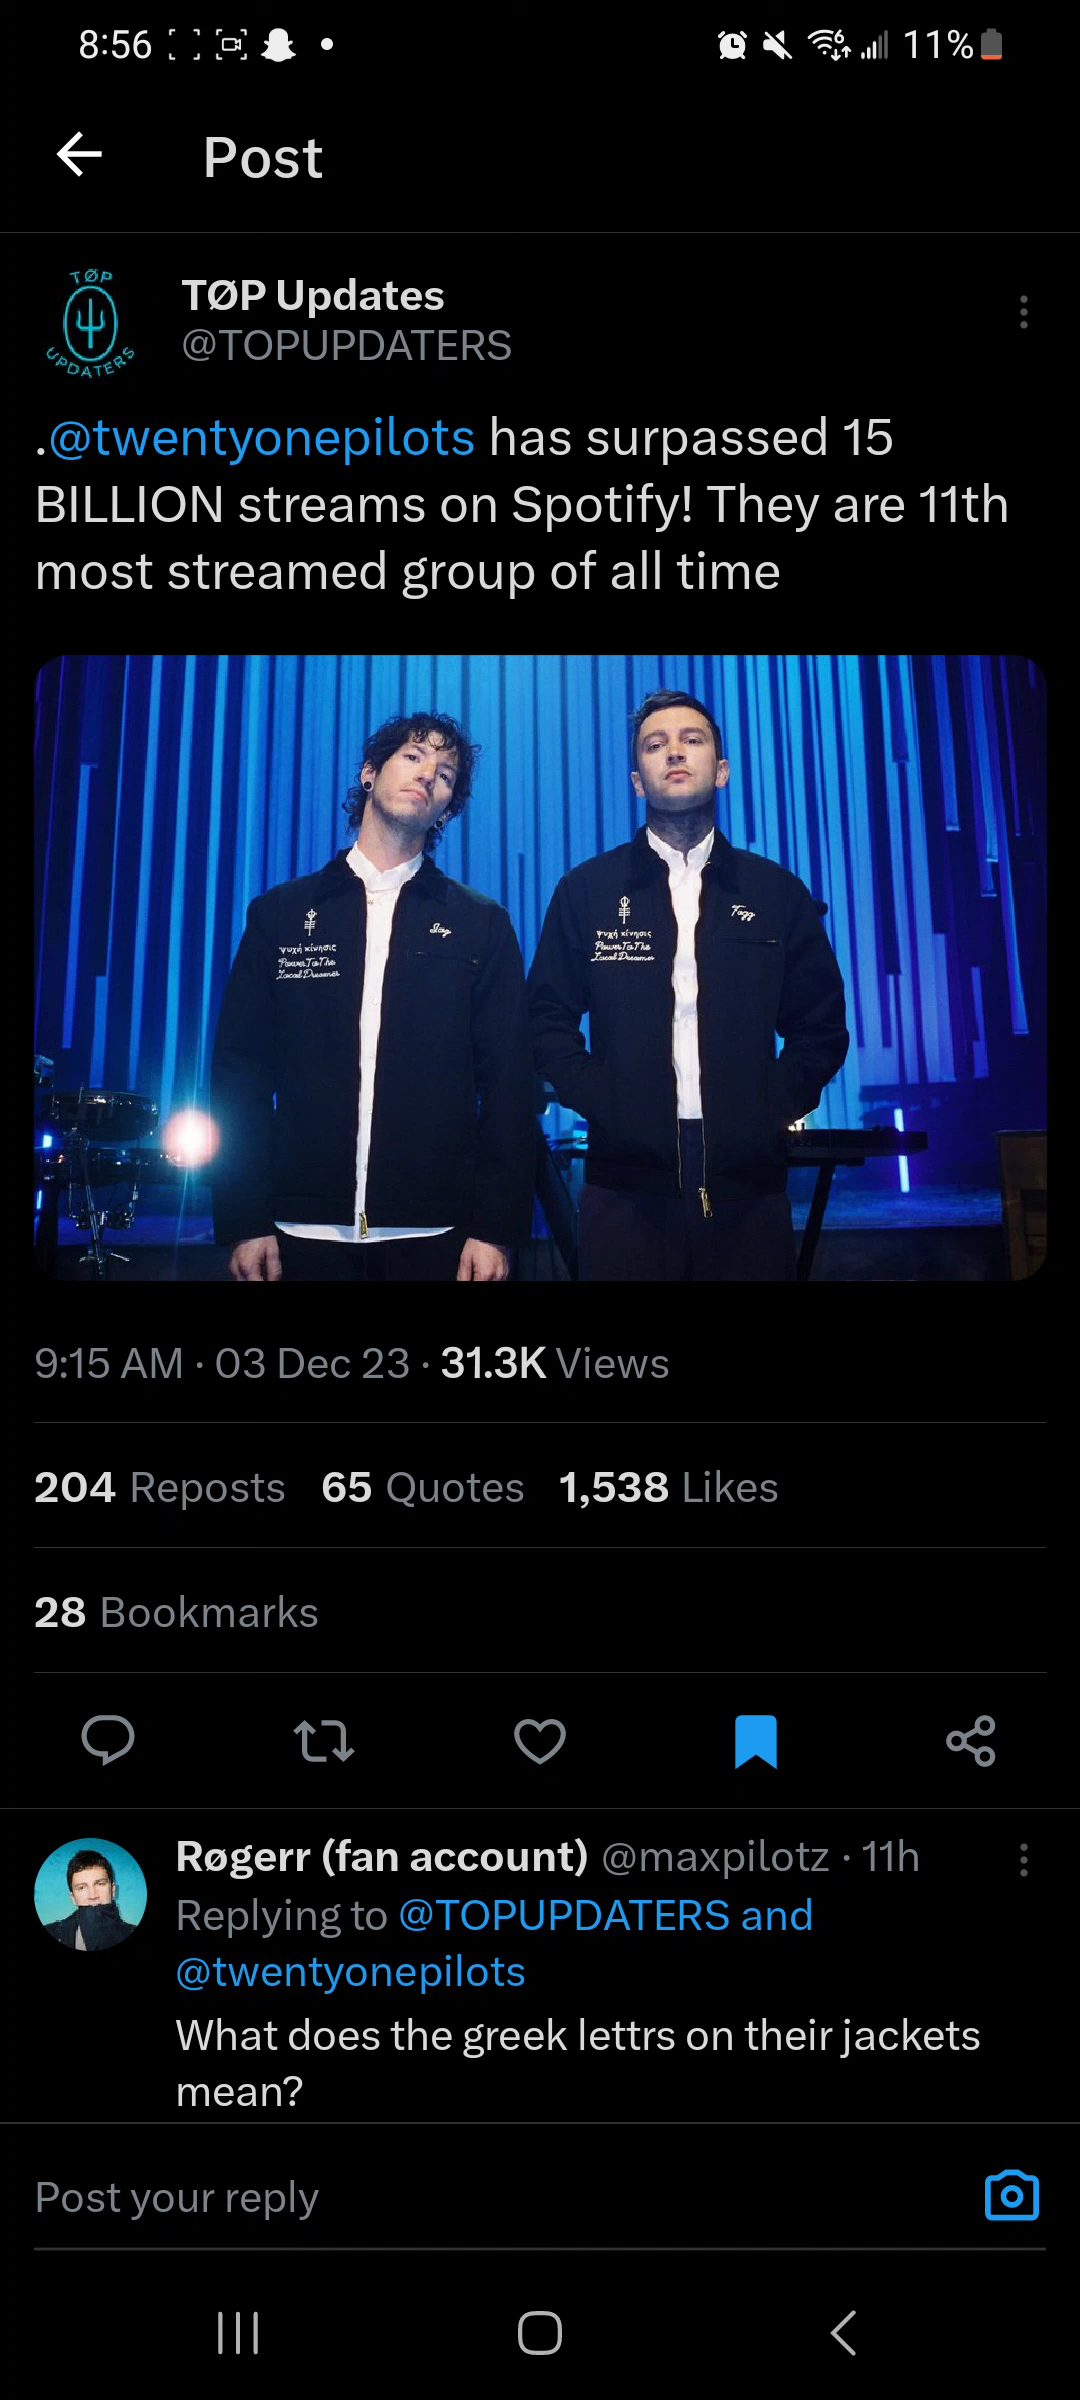 8:56
6
11%
Post
TØP
UPDATERS
TØP Updates
@TOPUPDATERS
.@twentyonepilots has surpassed 15
BILLION streams on Spotify! They are 11th
most streamed group of all time
ψυχή κίνησις
Power To The
Local Dreamer
ψυχή κίνησις
Power To The
Local Dreamer
9:15 AM · 03 Dec 23 · 31.3K Views
204 Reposts 65 Quotes 1,538 Likes
28 Bookmarks
Røgerr (fan account) @maxpilotz · 11h
Replying to @TOPUPDATERS and
@twentyonepilots
What does the greek lettrs on their jackets
mean?
Post your reply